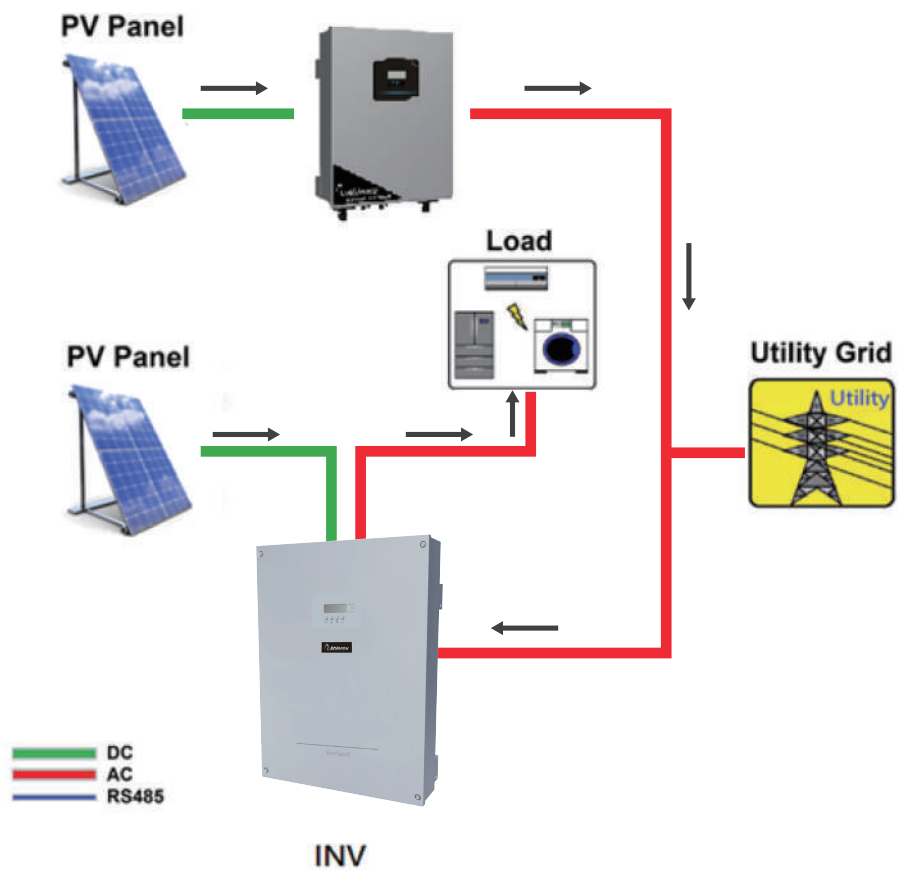 PV Panel
Load
PV Panel
Utility Grid
Utility
DC
AC
RS485
INV